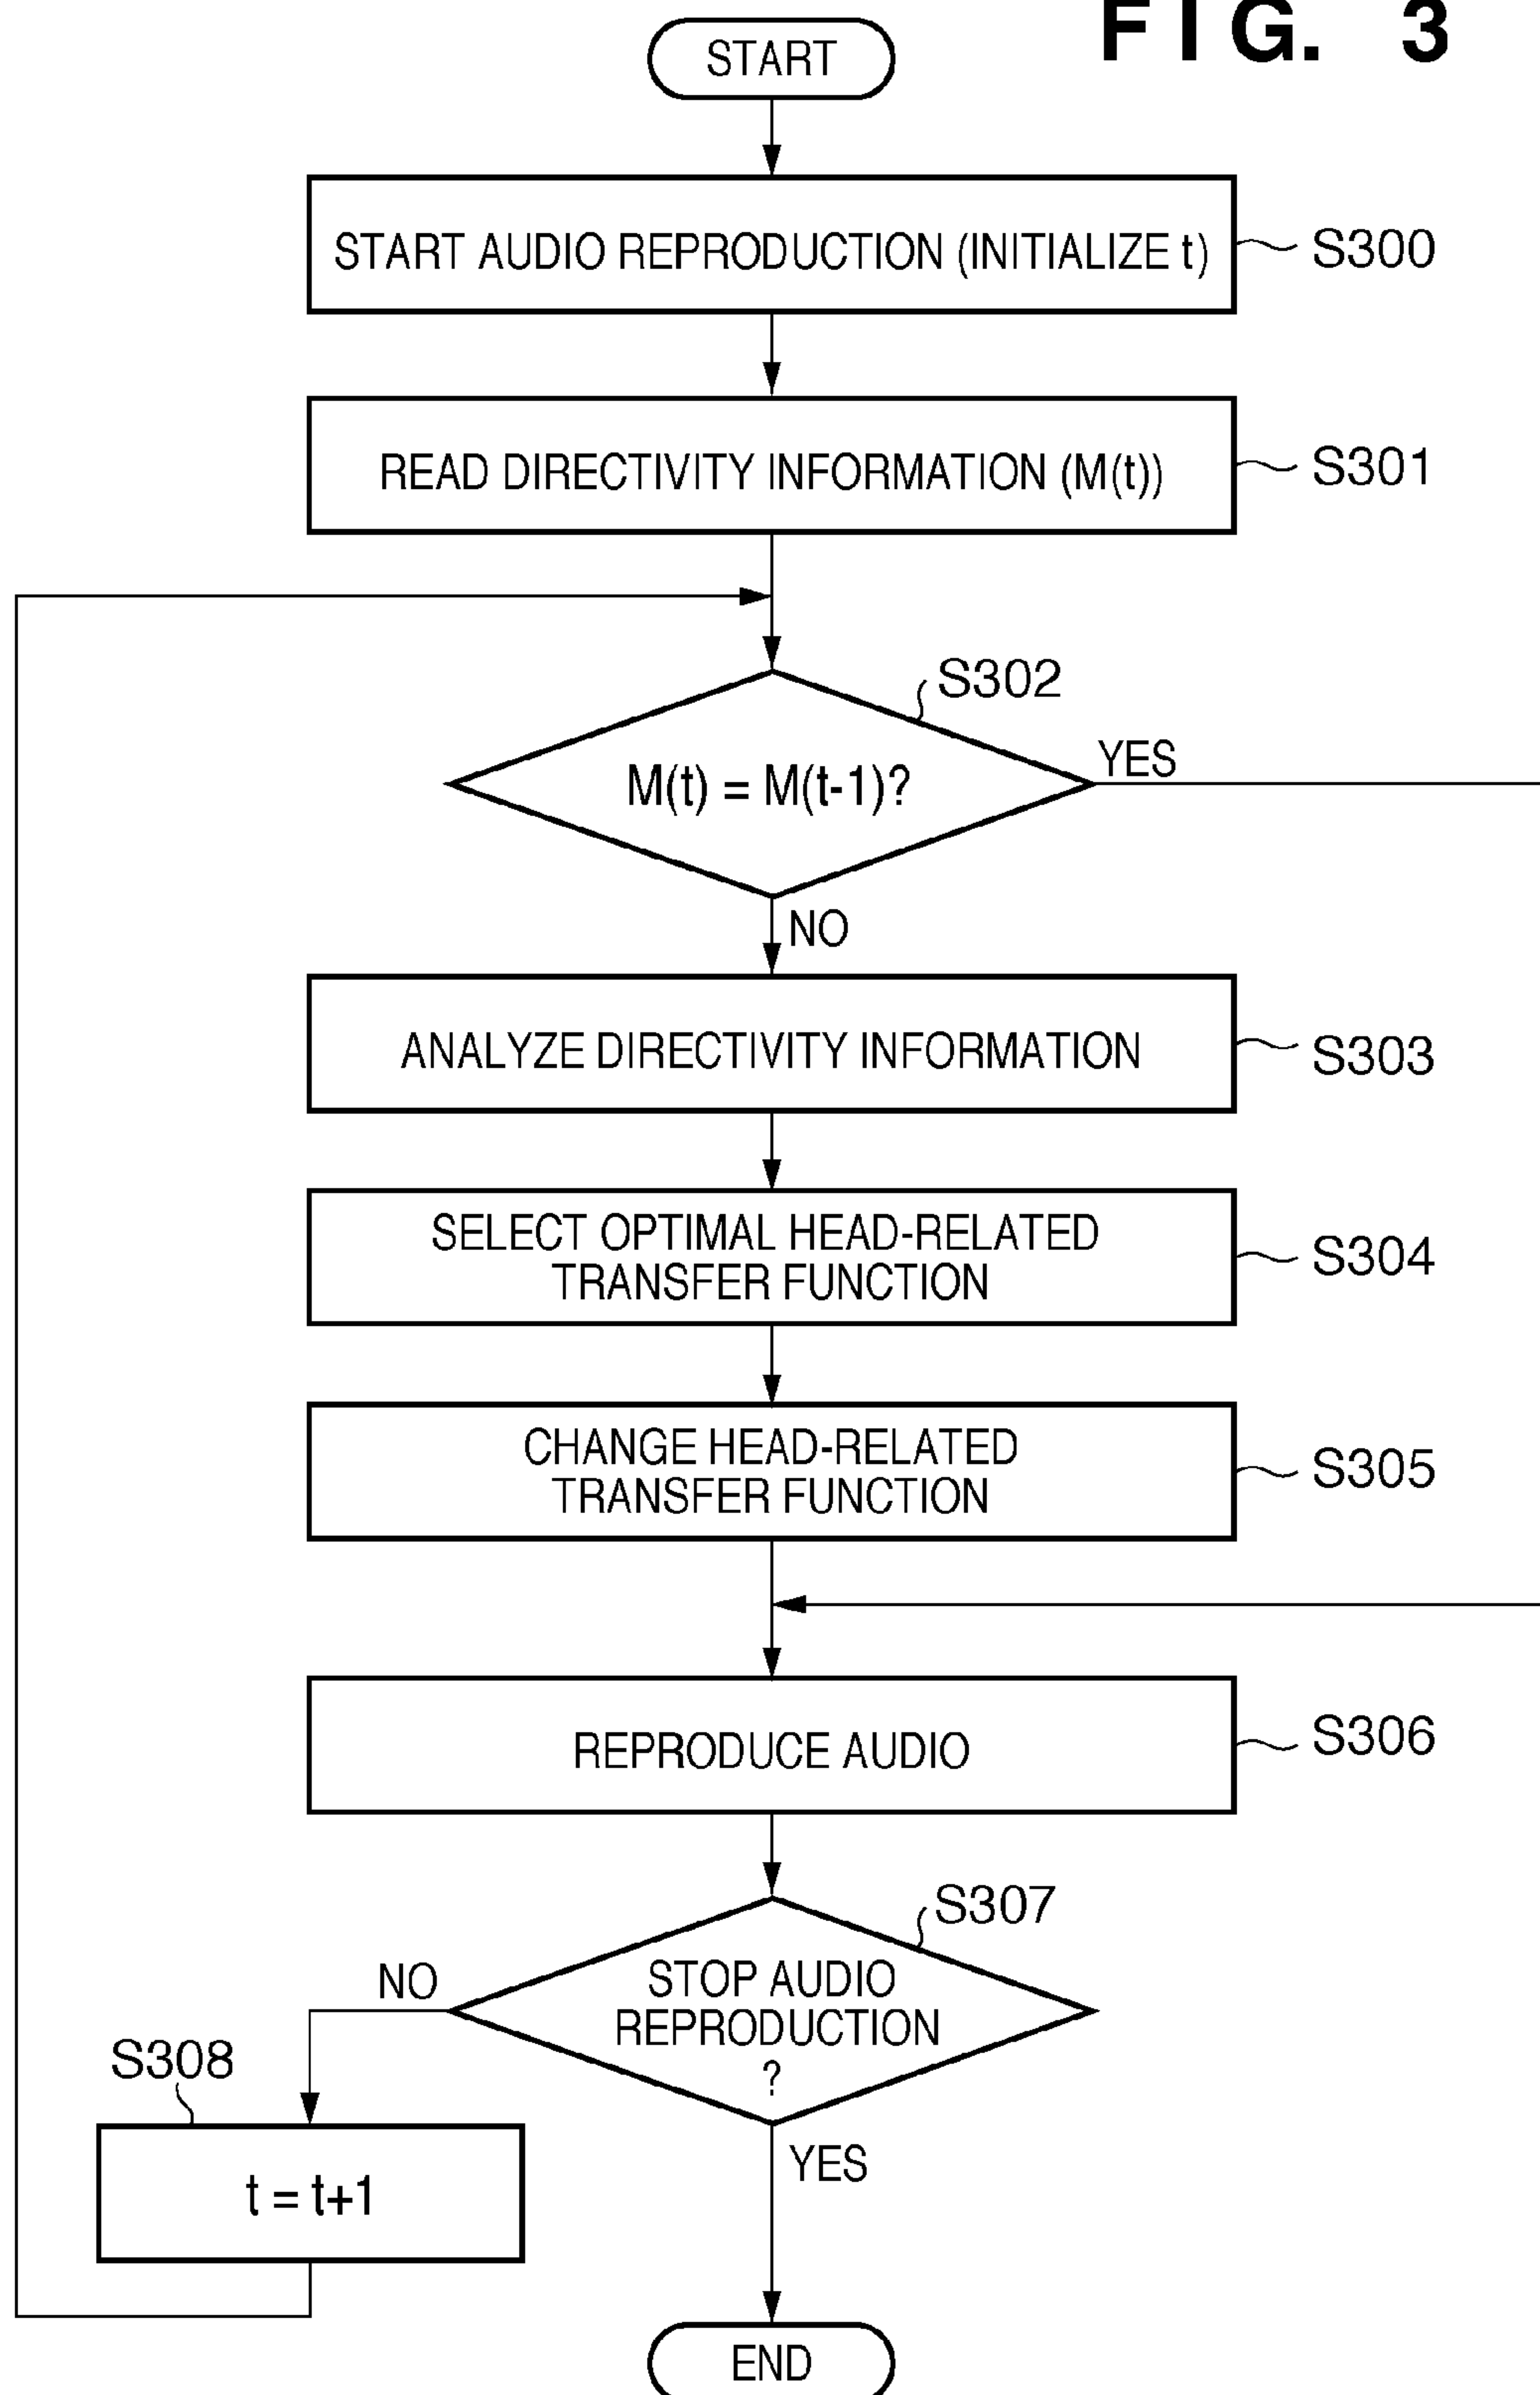 FIG. 3
START
START AUDIO REPRODUCTION (INITIALIZE t)
S300
READ DIRECTIVITY INFORMATION (M(t))
S301
S302
M(t) = M(t-1)?
YES
NO
ANALYZE DIRECTIVITY INFORMATION
S303
SELECT OPTIMAL HEAD-RELATED
TRANSFER FUNCTION
S304
CHANGE HEAD-RELATED
TRANSFER FUNCTION
S305
REPRODUCE AUDIO
S306
S307
STOP AUDIO
REPRODUCTION
?
NO
S308
t = t+1
YES
END